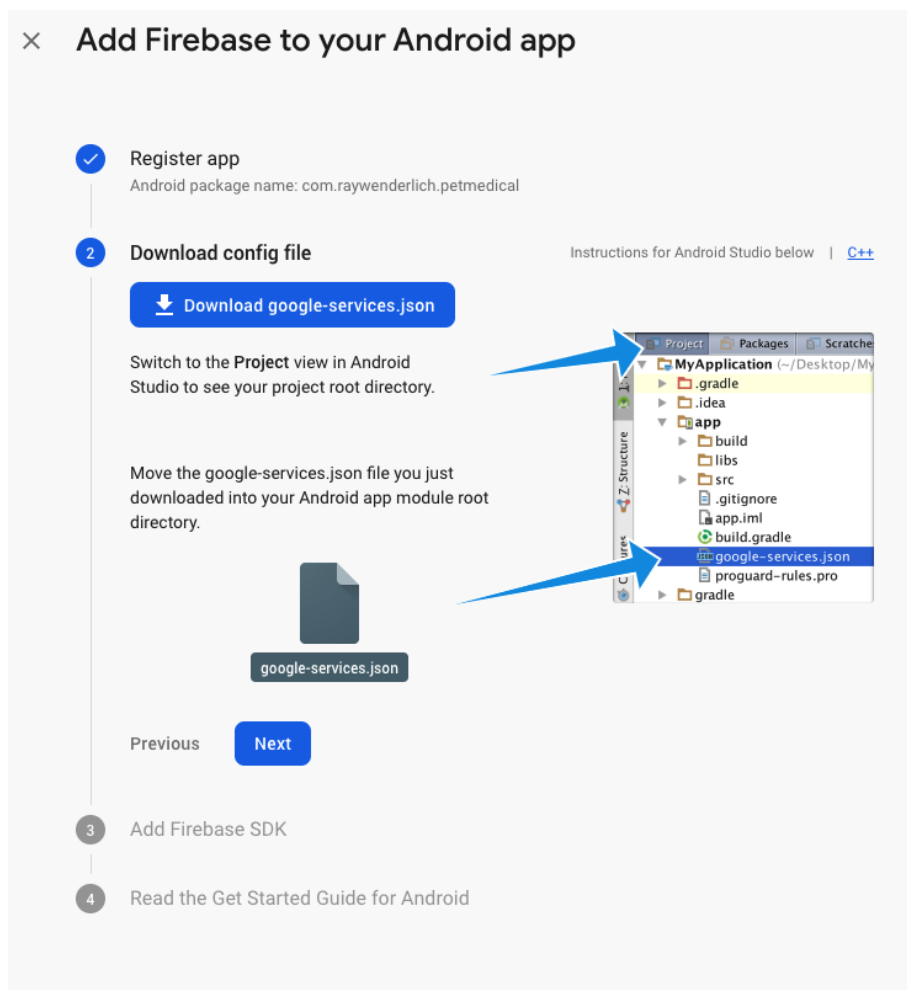 Add Firebase to your Android app
Register app
Android package name: com.raywenderlich.petmedical
2
Download config file
Instructions for Android Studio below | C++
Download google-services.json
Switch to the Project view in Android
Studio to see your project root directory.
Move the google-services.json file you just
downloaded into your Android app module root
directory.
google-services.json
Project
Packages
Scratche
MyApplication (~/Desktop/My
.gradle
.idea
app
build
libs
src
.gitignore
app.iml
build.gradle
google-services.json
proguard-rules.pro
gradle
Z: Structure
Previous
Next
3
Add Firebase SDK
4
Read the Get Started Guide for Android